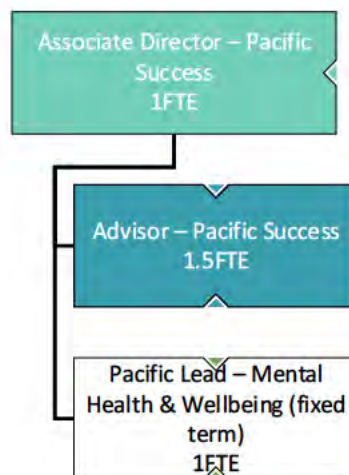 Associate Director – Pacific
Success
1FTE
Advisor – Pacific Success
1.5FTE
Pacific Lead – Mental
Health & Wellbeing (fixed
term)
1FTE